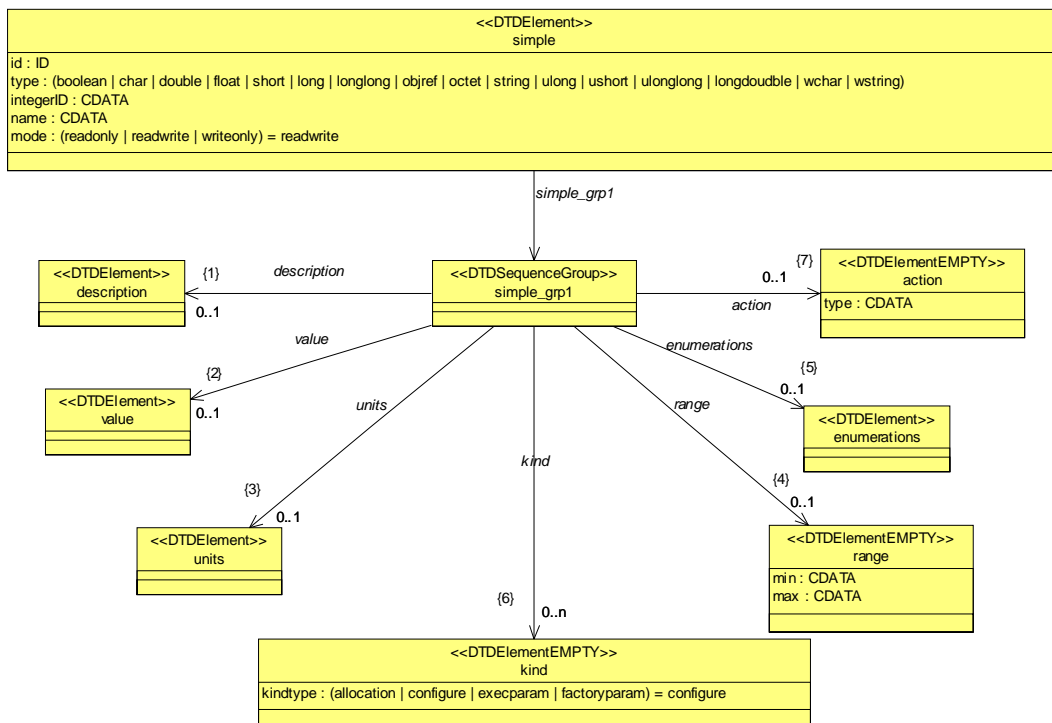 <<DTDElement>>
simple
id : ID
type : (boolean | char | double | float | short | long | longlong | objref | octet | string | ulong | ushort | ulonglong | longdoudble | wchar | wstring)
integerID : CDATA
name : CDATA
mode : (readonly | readwrite | writeonly) = readwrite
simple_grp1
<<DTDElement>>
description
{1}
0..1
description
<<DTDSequenceGroup>>
simple_grp1
{7}
0..1
action
<<DTDElementEMPTY>>
action
type : CDATA
value
{2}
0..1
<<DTDElement>>
value
enumerations
{5}
0..1
<<DTDElement>>
enumerations
units
{3}
0..1
<<DTDElement>>
units
range
{4}
0..1
<<DTDElementEMPTY>>
range
min : CDATA
max : CDATA
kind
{6}
0..n
<<DTDElementEMPTY>>
kind
kindtype : (allocation | configure | execparam | factoryparam) = configure